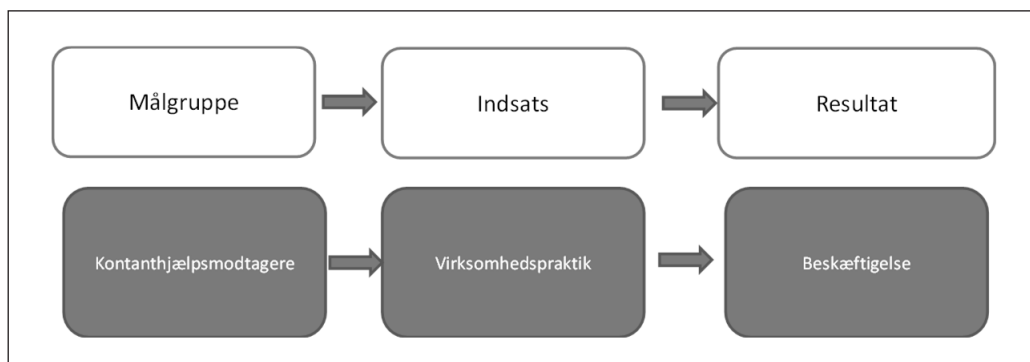 Målgruppe
Indsats
Resultat
Kontanthjælpsmodtagere
Virksomhedspraktik
Beskæftigelse